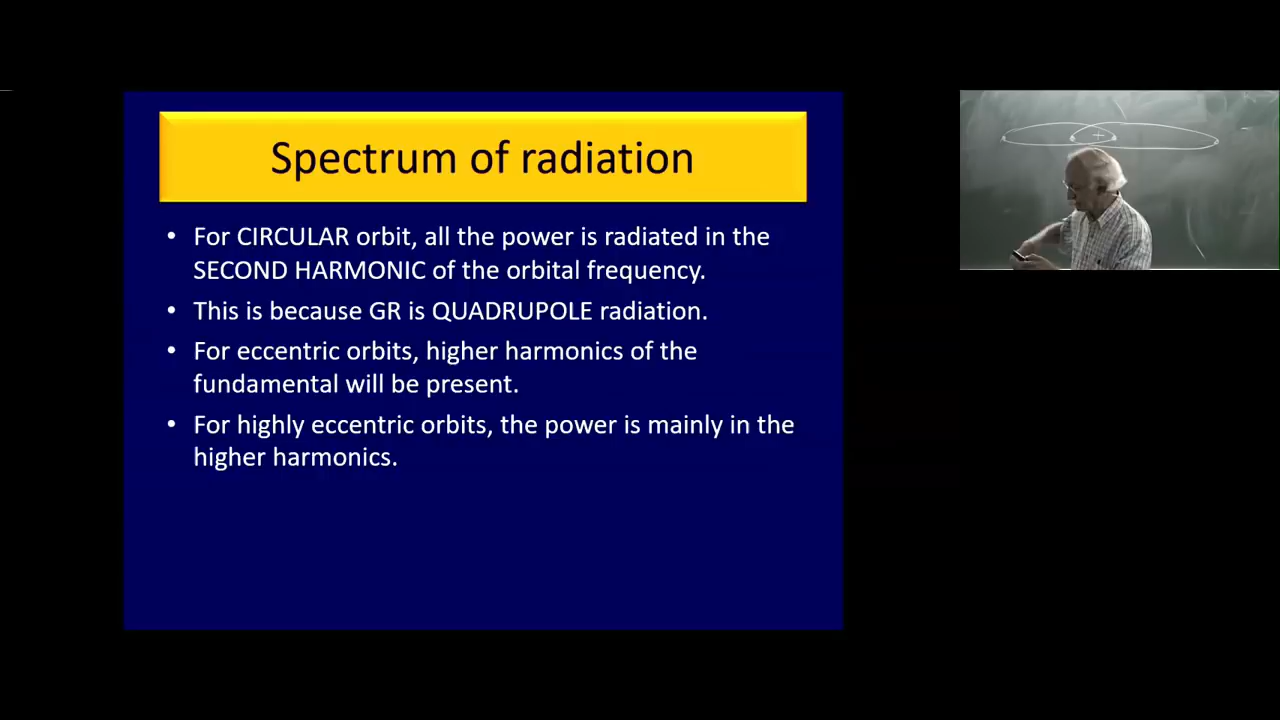 Spectrum of radiation
• For CIRCULAR orbit, all the power is radiated in the
SECOND HARMONIC of the orbital frequency.
• This is because GR is QUADRUPOLE radiation.
• For eccentric orbits, higher harmonics of the
fundamental will be present.
• For highly eccentric orbits, the power is mainly in the
higher harmonics.